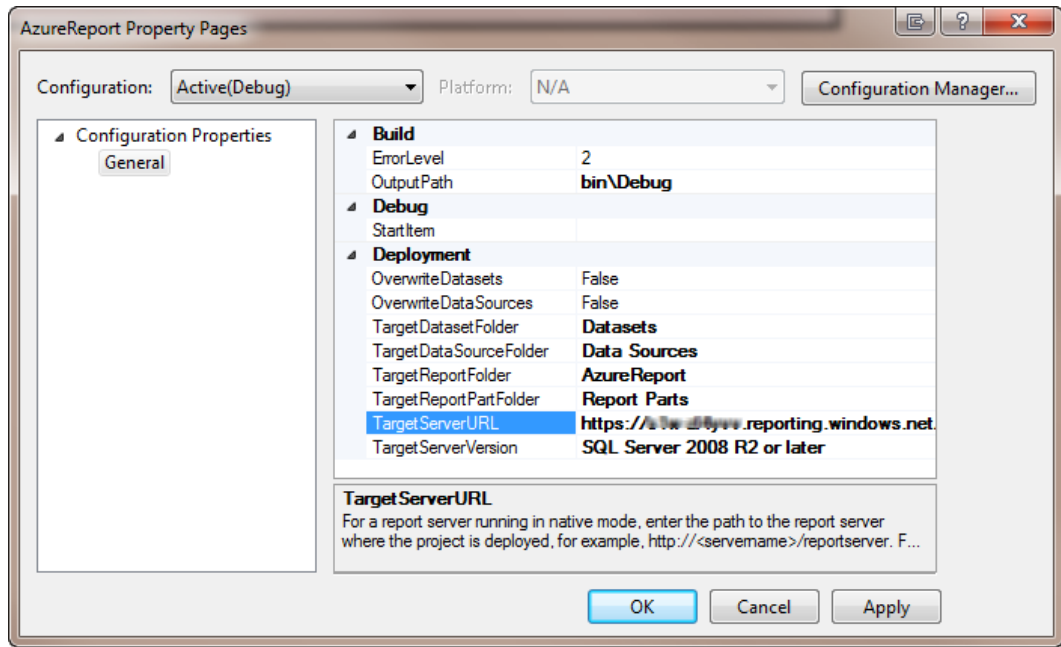 AzureReport Property Pages
Configuration: Active(Debug) Platform: N/A Configuration Manager...
Configuration Properties
General
Build
ErrorLevel 2
OutputPath bin\Debug
Debug
StartItem
Deployment
OverwriteDatasets False
OverwriteDataSources False
TargetDatasetFolder Datasets
TargetDataSourceFolder Data Sources
TargetReportFolder AzureReport
TargetReportPartFolder Report Parts
TargetServerURL https:// .reporting.windows.net.
TargetServerVersion SQL Server 2008 R2 or later
TargetServerURL
For a report server running in native mode, enter the path to the report server
where the project is deployed, for example, http://<servername>/reportserver. F...
OK Cancel Apply